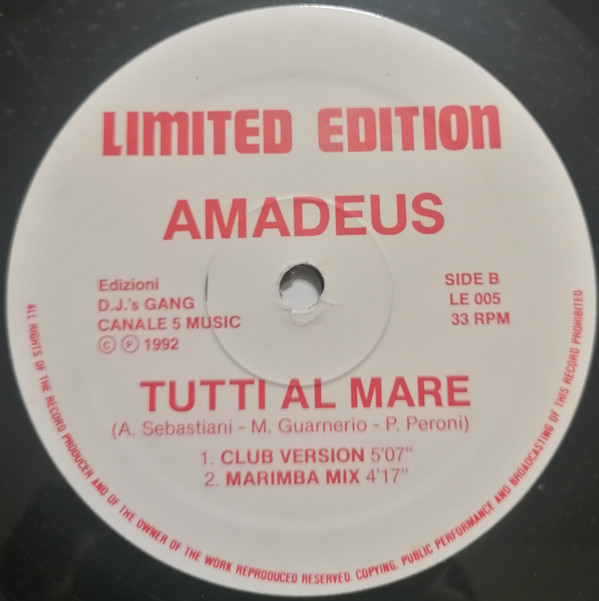 LIMITED EDITION
AMADEUS
Edizioni
D.J.'s GANG
CANALE 5 MUSIC
© ℗ 1992
SIDE B
LE 005
33 RPM
TUTTI AL MARE
(A. Sebastiani - M. Guarnerio - P. Peroni)
1. CLUB VERSION 5'07"
2. MARIMBA MIX 4'17"
ALL RIGHTS OF THE RECORD PRODUCER AND OF THE OWNER OF THE WORK REPRODUCED RESERVED. COPYING, PUBLIC PERFORMANCE AND BROADCASTING OF THIS RECORD PROHIBITED